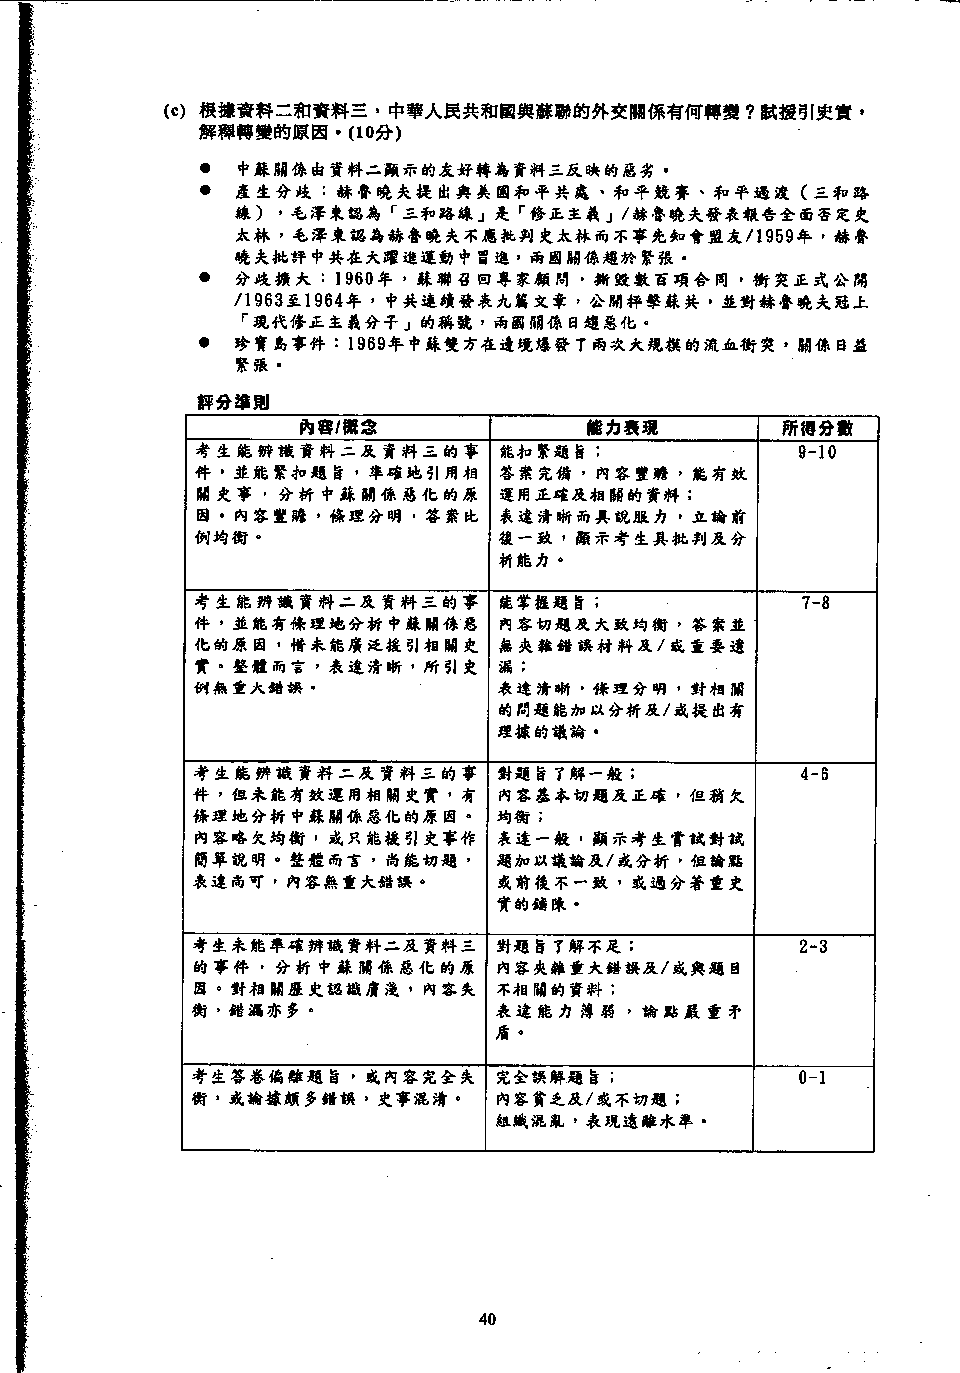 (c) 根據資料二和資料三，中華人民共和國與蘇聯的外交關係有何轉變？試援引史實，
解釋轉變的原因。(10分)
● 中蘇關係由資料二顯示的友好轉為資料三反映的惡劣。
● 產生分歧：赫魯曉夫提出與美國和平共處、和平競賽、和平過渡（三和路
線），毛澤東認為「三和路線」是「修正主義」/赫魯曉夫發表報告全面否定史
太林，毛澤東認為赫魯曉夫不應批判史太林而不事先知會盟友/1959年，赫魯
曉夫批評中共在大躍進運動中冒進，兩國關係趨於緊張。
● 分歧擴大：1960年，蘇聯召回專家顧問，撕毀數百項合同，衝突正式公開
/1963至1964年，中共連續發表九篇文章，公開抨擊蘇共，並對赫魯曉夫冠上
「現代修正主義分子」的稱號，兩國關係日趨惡化。
● 珍寶島事件：1969年中蘇雙方在邊境爆發了兩次大規模的流血衝突，關係日益
緊張。
評分準則
內容/概念 能力表現 所得分數
考生能辨識資料二及資料三的事
件，並能緊扣題旨，準確地引用相
關史事，分析中蘇關係惡化的原
因。內容豐贍，條理分明，答案比
例均衡。
能扣緊題旨；
答案完備，內容豐贍，能有效
運用正確及相關的資料；
表達清晰而具說服力，立論前
後一致，顯示考生具批判及分
析能力。
9-10
考生能辨識資料二及資料三的事
件，並能有條理地分析中蘇關係惡
化的原因，惜未能廣泛援引相關史
實。整體而言，表達清晰，所引史
例無重大錯誤。
能掌握題旨；
內容切題及大致均衡，答案並
無夾雜錯誤材料及/或重要遺
漏；
表達清晰，條理分明，對相關
的問題能加以分析及/或提出有
理據的議論。
7-8
考生能辨識資料二及資料三的事
件，但未能有效運用相關史實，有
條理地分析中蘇關係惡化的原因。
內容略欠均衡，或只能援引史事作
簡單說明。整體而言，尚能切題，
表達尚可，內容無重大錯誤。
對題旨了解一般；
內容基本切題及正確，但稍欠
均衡；
表達一般，顯示考生嘗試對試
題加以議論及/或分析，但論點
或前後不一致，或過分著重史
實的鋪陳。
4-6
考生未能準確辨識資料二及資料三
的事件，分析中蘇關係惡化的原
因。對相關歷史認識膚淺，內容失
衡，錯漏亦多。
對題旨了解不足；
內容夾雜重大錯誤及/或與題目
不相關的資料；
表達能力薄弱，論點嚴重矛
盾。
2-3
考生答卷偏離題旨，或內容完全失
衡，或論據頗多錯誤，史事混淆。
完全誤解題旨；
內容貧乏及/或不切題；
組織混亂，表現遠離水準。
0-1
40